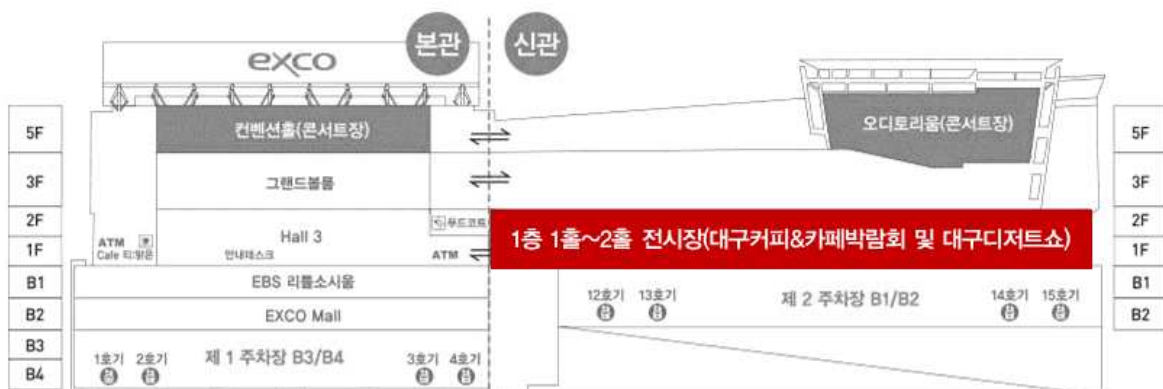 본관 신관
exco
5F 컨벤션홀(콘서트장) 오디토리움(콘서트장) 5F
3F 그랜드볼룸 3F
2F 푸드코트 2F
1층 1홀~2홀 전시장(대구커피&카페박람회 및 대구디저트쇼)
ATM Hall 3
1F Cafe 티:맑은 안내데스크 ATM 1F
B1 EBS 리틀소시움 B1
12호기 13호기 제 2 주차장 B1/B2 14호기 15호기
B2 EXCO Mall B2
B3
1호기 2호기 제 1 주차장 B3/B4 3호기 4호기
B4